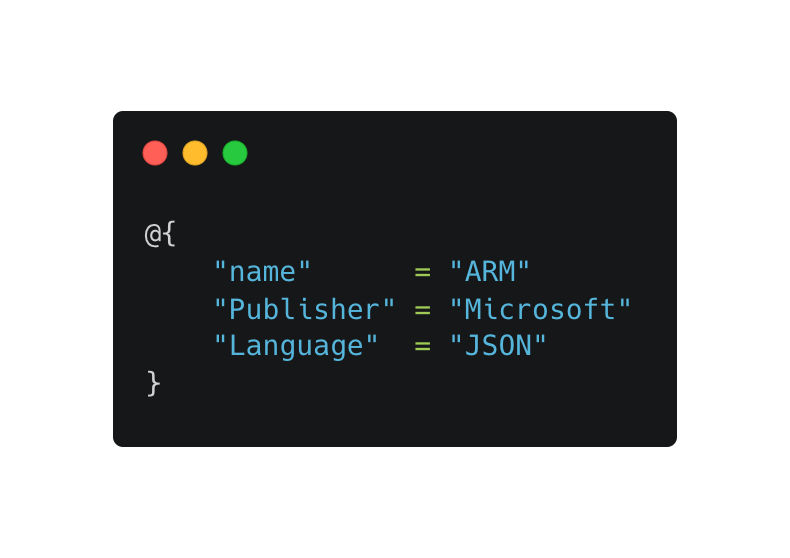 @{
    "name"      = "ARM"
    "Publisher" = "Microsoft"
    "Language"  = "JSON"
}